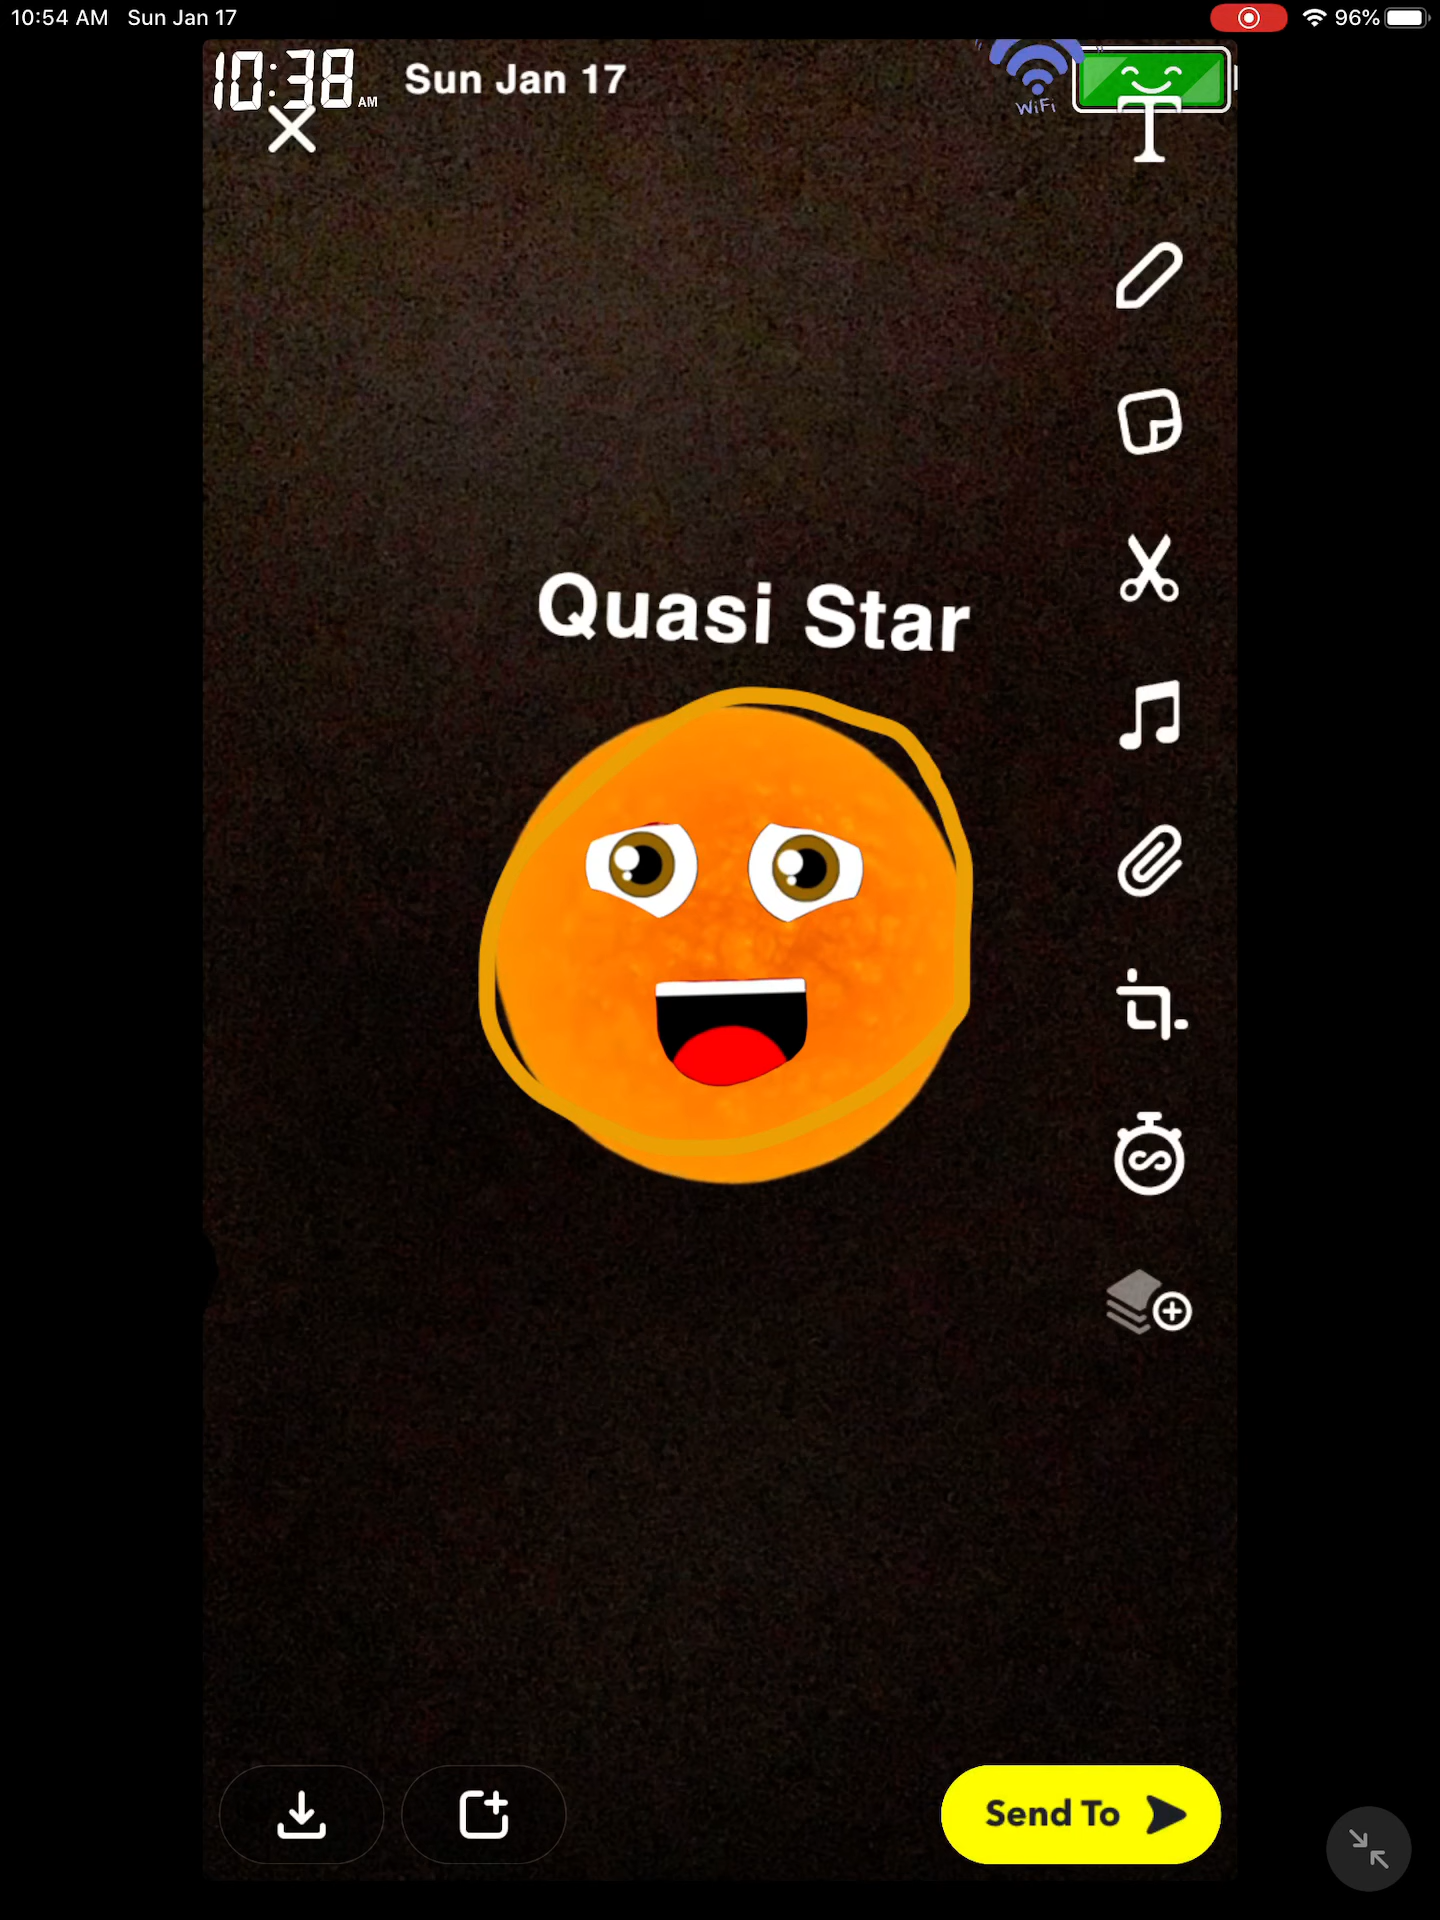 10:54 AM Sun Jan 17
96%
10:38 AM
Sun Jan 17
WiFi
Quasi Star
Send To